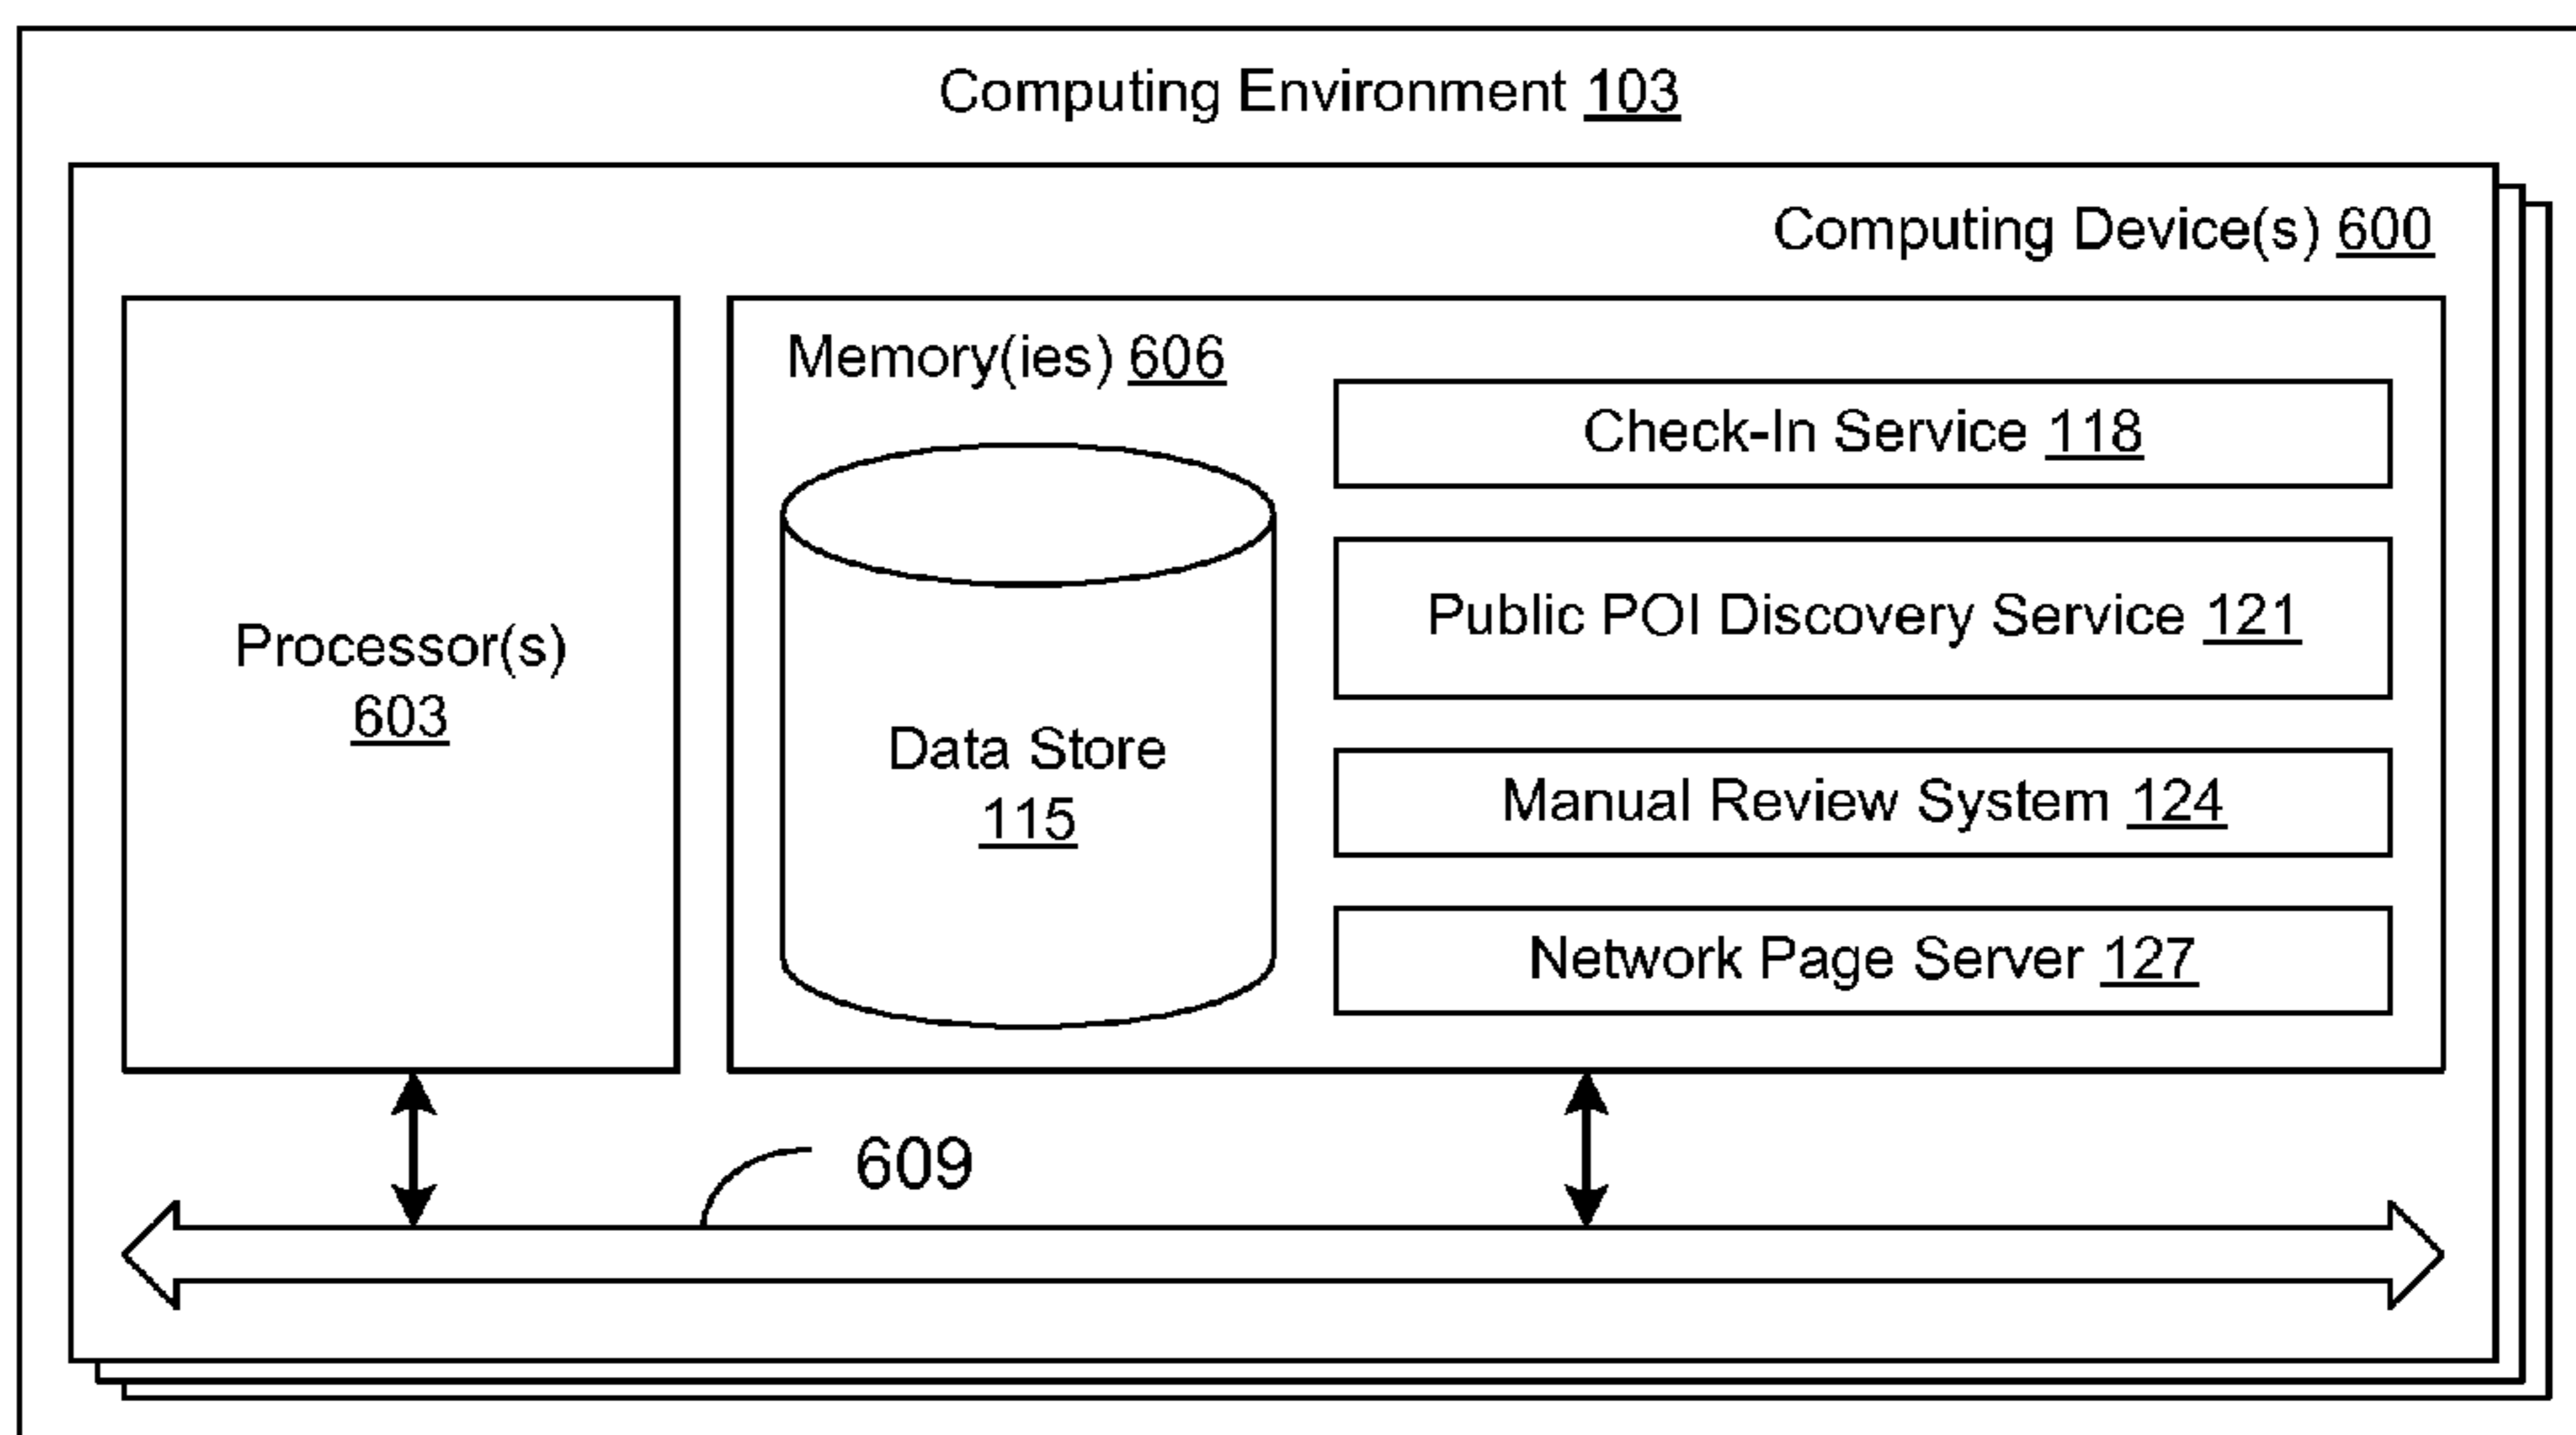 Computing Environment 103
Computing Device(s) 600
Processor(s)
603
Memory(ies) 606
Data Store
115
Check-In Service 118
Public POI Discovery Service 121
Manual Review System 124
Network Page Server 127
609